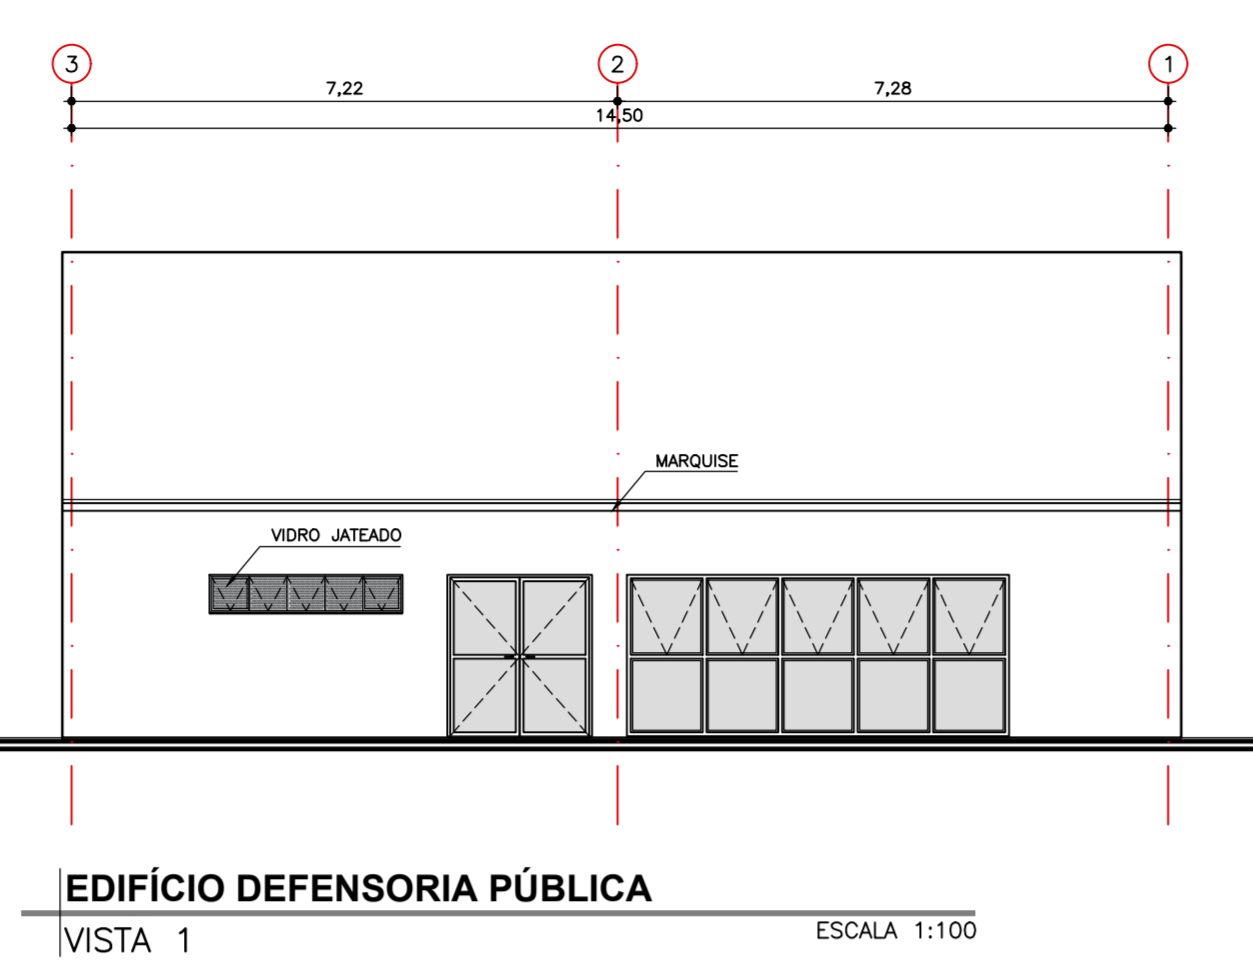 3 2 1
7,22 7,28
14,50
MARQUISE
VIDRO JATEADO
EDIFÍCIO DEFENSORIA PÚBLICA
VISTA 1 ESCALA 1:100